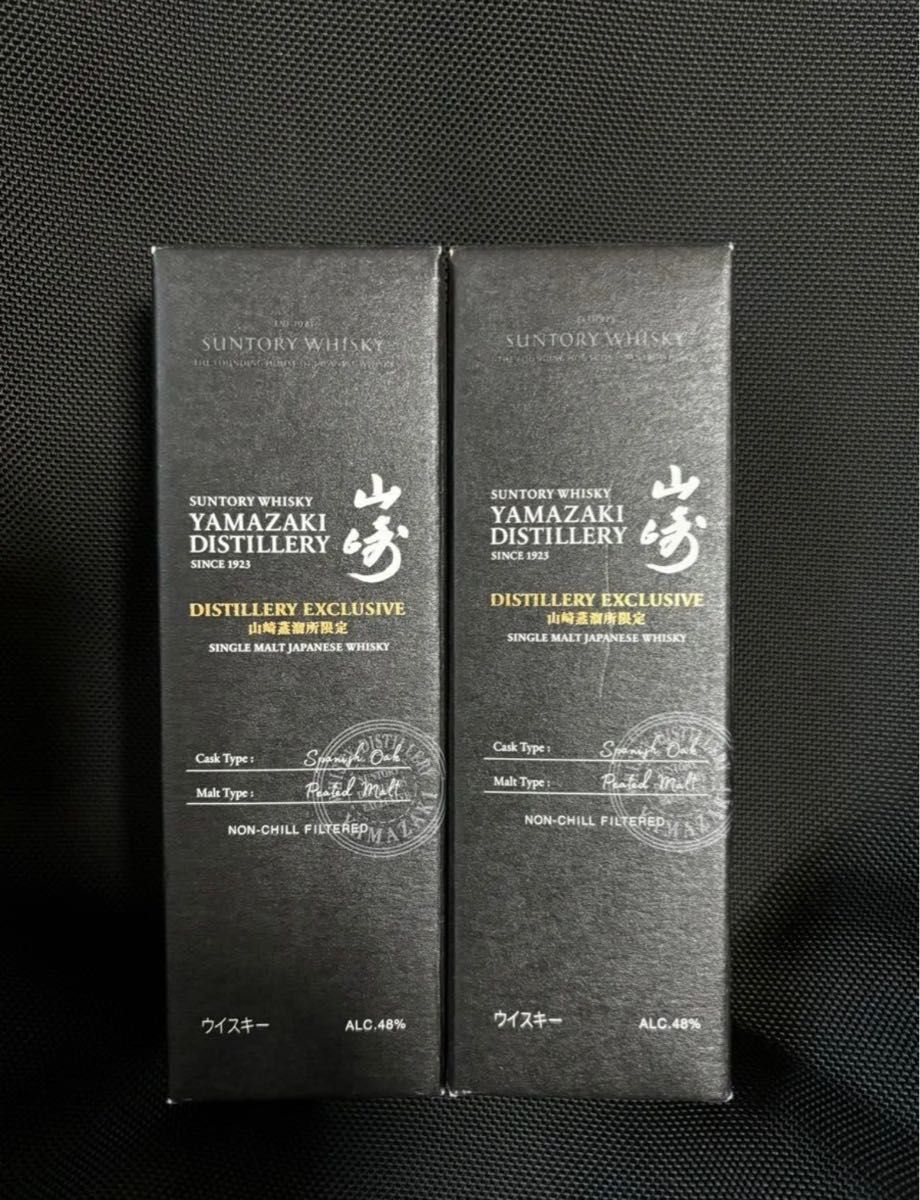 SUNTORY WHISKY
SUNTORY WHISKY
YAMAZAKI
DISTILLERY
SINCE 1923
山崎
DISTILLERY EXCLUSIVE
山崎蒸溜所限定
SINGLE MALT JAPANESE WHISKY
Cask Type : Spanish Oak
Malt Type : Peated Malt
NON-CHILL FILTERED
DISTILLERY
YAMAZAKI
ウイスキー
ALC.48%
SUNTORY WHISKY
SUNTORY WHISKY
YAMAZAKI
DISTILLERY
SINCE 1923
山崎
DISTILLERY EXCLUSIVE
山崎蒸溜所限定
SINGLE MALT JAPANESE WHISKY
Cask Type : Spanish Oak
Malt Type : Peated Malt
NON-CHILL FILTERED
DISTILLERY
YAMAZAKI
ウイスキー
ALC.48%